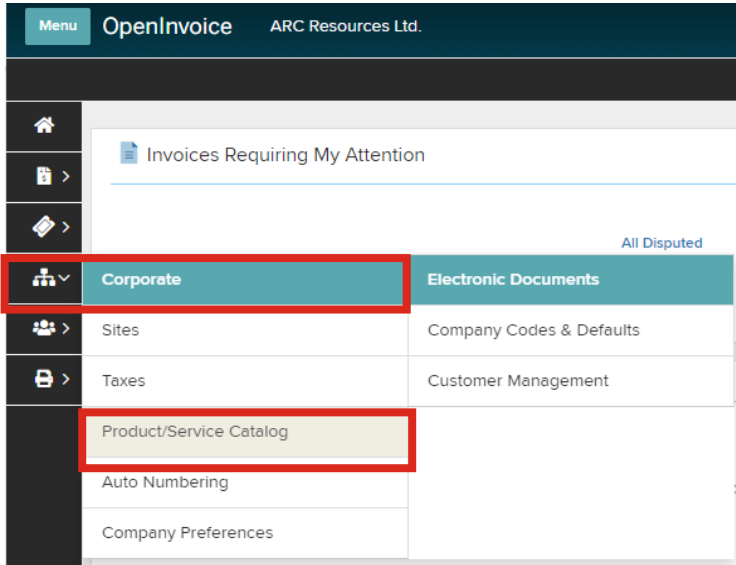 Menu OpenInvoice ARC Resources Ltd.
Invoices Requiring My Attention
All Disputed
Corporate Electronic Documents
Sites Company Codes & Defaults
Taxes Customer Management
Product/Service Catalog
Auto Numbering
Company Preferences